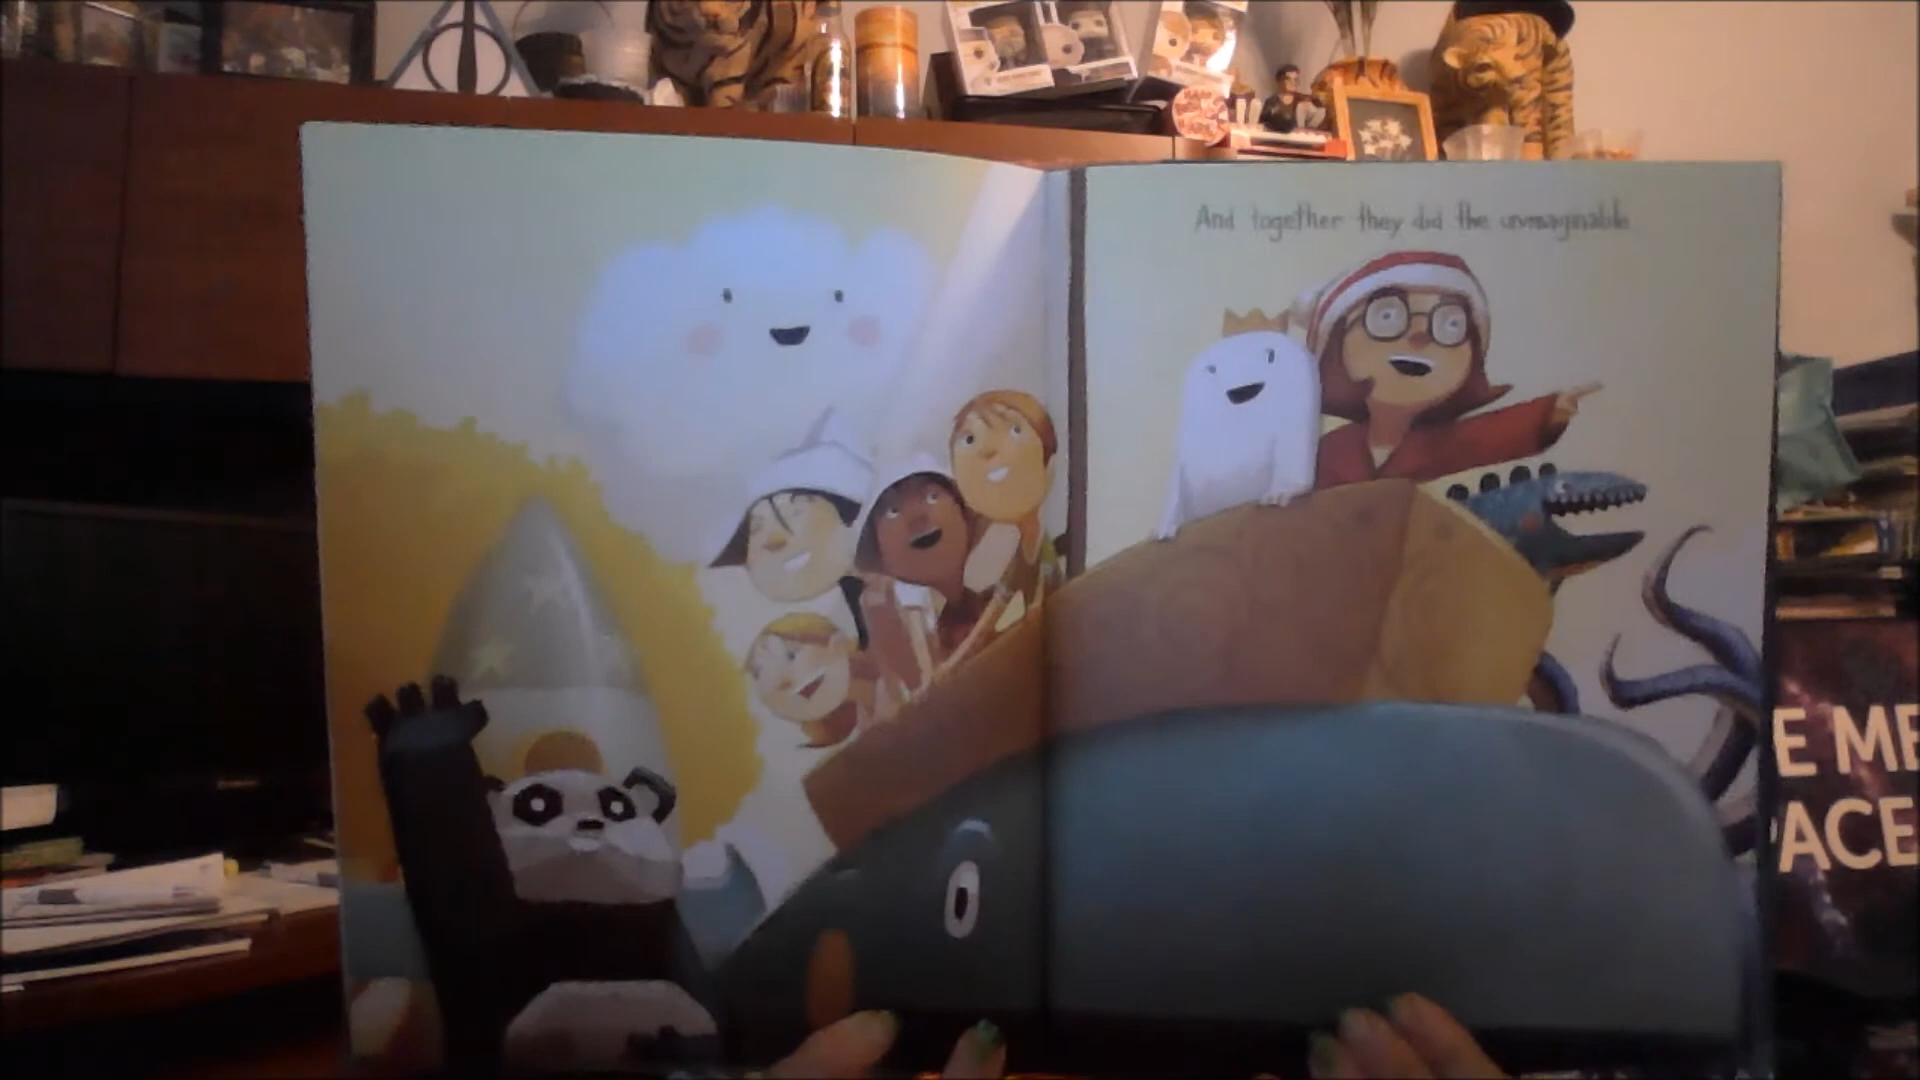 And together they did the unimaginable.
E ME
ACE